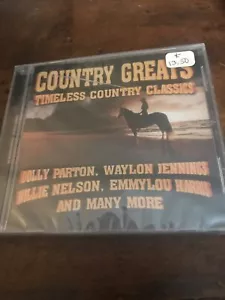 COUNTRY GREATS
TIMELESS COUNTRY CLASSICS
DOLLY PARTON, WAYLON JENNINGS
WILLIE NELSON, EMMYLOU HARRIS
AND MANY MORE